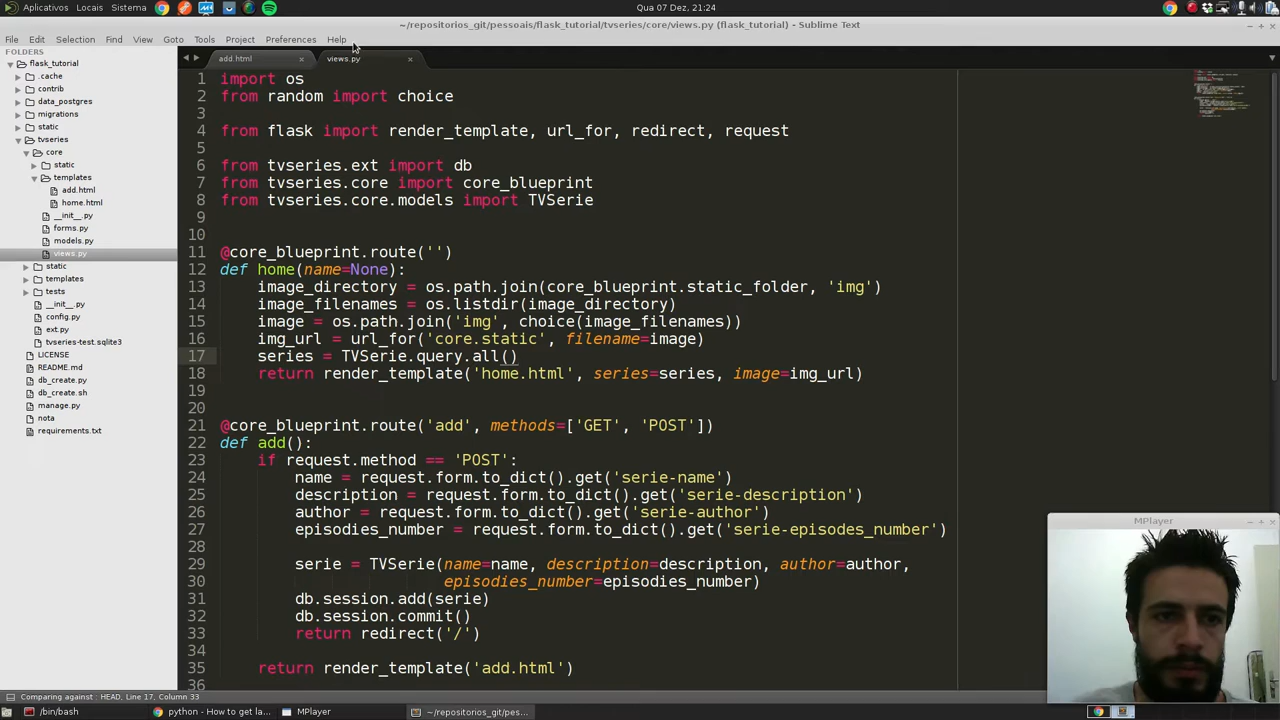 Aplicativos Locais Sistema
Qua 07 Dez, 21:24
~/repositorios_git/pessoais/flask_tutorial/tvseries/core/views.py (flask_tutorial) - Sublime Text
File Edit Selection Find View Goto Tools Project Preferences Help
FOLDERS
flask_tutorial
.cache
contrib
data_postgres
migrations
static
tvseries
core
static
templates
add.html
home.html
__init__.py
forms.py
models.py
views.py
static
templates
tests
__init__.py
config.py
ext.py
tvseries-test.sqlite3
LICENSE
README.md
db_create.py
db_create.sh
manage.py
nota
requirements.txt
add.html views.py
1 import os
2 from random import choice
3
4 from flask import render_template, url_for, redirect, request
5
6 from tvseries.ext import db
7 from tvseries.core import core_blueprint
8 from tvseries.core.models import TVSerie
9
10
11 @core_blueprint.route('')
12 def home(name=None):
13 image_directory = os.path.join(core_blueprint.static_folder, 'img')
14 image_filenames = os.listdir(image_directory)
15 image = os.path.join('img', choice(image_filenames))
16 img_url = url_for('core.static', filename=image)
17 series = TVSerie.query.all()
18 return render_template('home.html', series=series, image=img_url)
19
20
21 @core_blueprint.route('add', methods=['GET', 'POST'])
22 def add():
23 if request.method == 'POST':
24 name = request.form.to_dict().get('serie-name')
25 description = request.form.to_dict().get('serie-description')
26 author = request.form.to_dict().get('serie-author')
27 episodies_number = request.form.to_dict().get('serie-episodes_number')
28
29 serie = TVSerie(name=name, description=description, author=author,
30 episodies_number=episodies_number)
31 db.session.add(serie)
32 db.session.commit()
33 return redirect('/')
34
35 return render_template('add.html')
36
MPlayer
Comparing against : HEAD, Line 17, Column 33
/bin/bash
python - How to get la...
MPlayer
~/repositorios_git/pes...